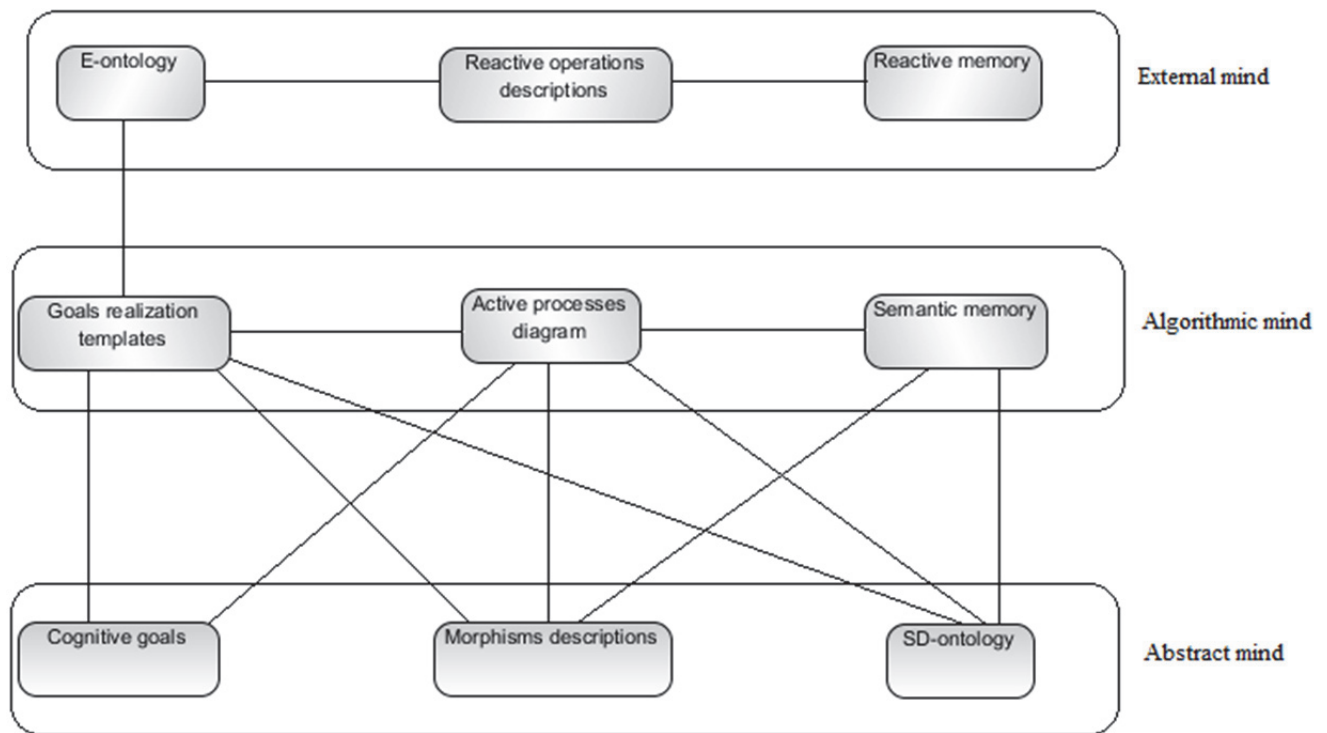 E-ontology
Reactive operations
descriptions
Reactive memory
External mind
Goals realization
templates
Active processes
diagram
Semantic memory
Algorithmic mind
Cognitive goals
Morphisms descriptions
SD-ontology
Abstract mind